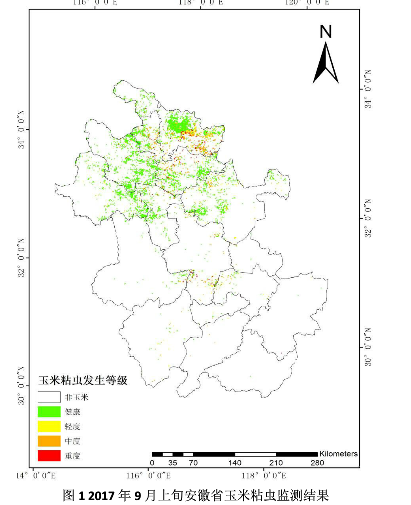 116° 0′0″E
118° 0′0″E
120° 0′0″E
N
34° 0′0″N
34° 0′0″N
32° 0′0″N
32° 0′0″N
30° 0′0″N
30° 0′0″N
玉米粘虫发生等级
非玉米
健康
轻度
中度
重度
Kilometers
0 35 70 140 210 280
14° 0′0″E
116° 0′0″E
118° 0′0″E
图 1 2017 年 9 月上旬安徽省玉米粘虫监测结果